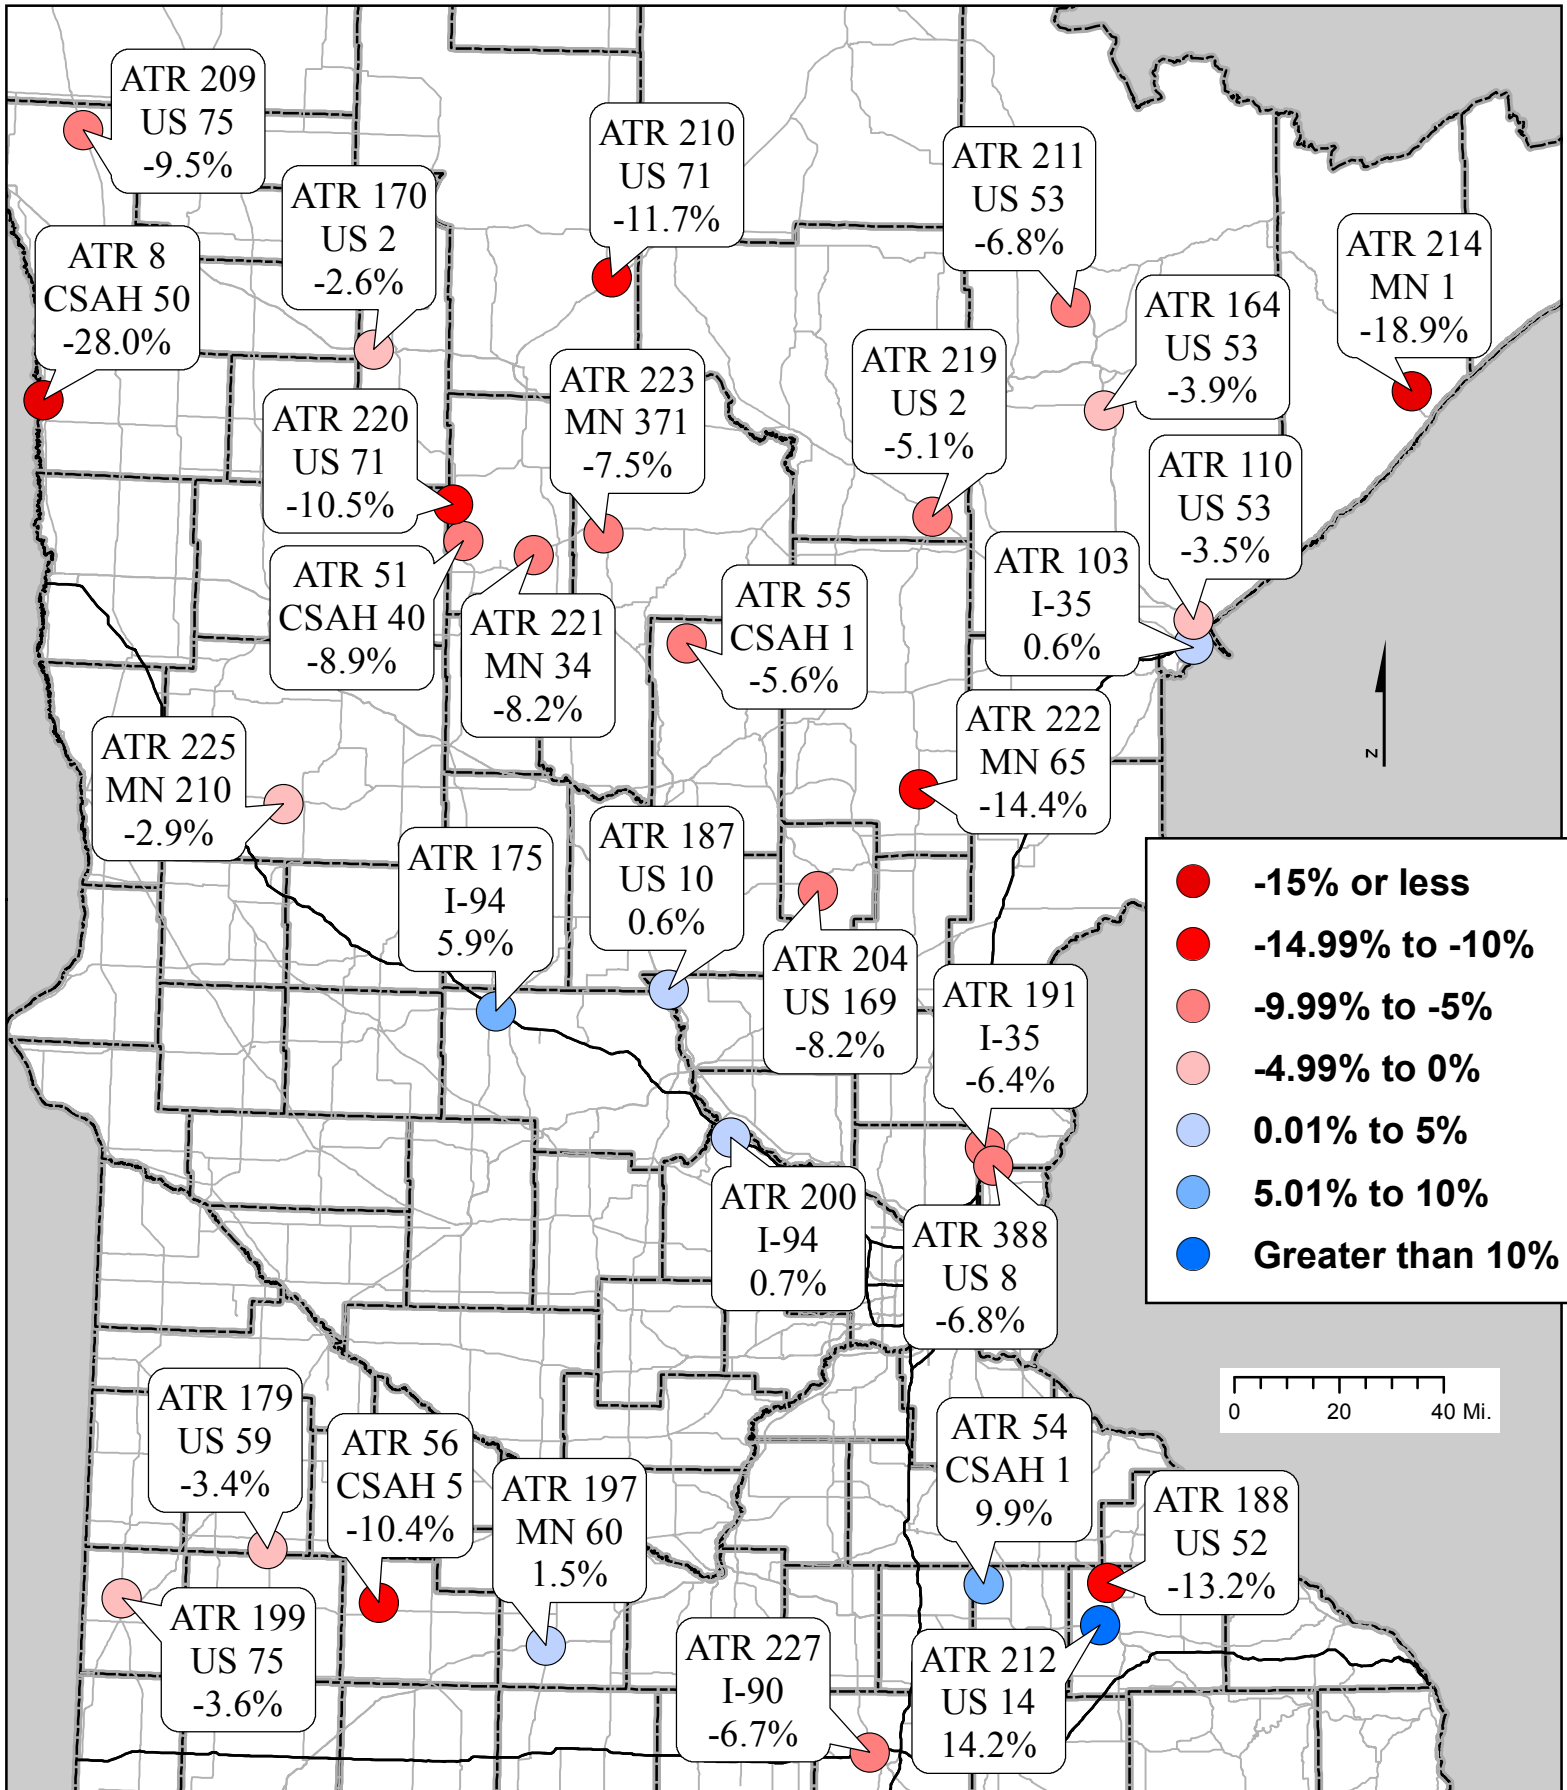 ATR 209
US 75
-9.5%
ATR 210
US 71
-11.7%
ATR 211
US 53
-6.8%
ATR 170
US 2
-2.6%
ATR 214
MN 1
-18.9%
ATR 8
CSAH 50
-28.0%
ATR 164
US 53
-3.9%
ATR 219
US 2
-5.1%
ATR 223
MN 371
-7.5%
ATR 220
US 71
-10.5%
ATR 110
US 53
-3.5%
ATR 103
I-35
0.6%
ATR 51
CSAH 40
-8.9%
ATR 55
CSAH 1
-5.6%
ATR 221
MN 34
-8.2%
ATR 222
MN 65
-14.4%
N
ATR 225
MN 210
-2.9%
ATR 187
US 10
0.6%
ATR 175
I-94
5.9%
ATR 204
US 169
-8.2%
ATR 191
I-35
-6.4%
-15% or less
-14.99% to -10%
-9.99% to -5%
-4.99% to 0%
0.01% to 5%
5.01% to 10%
Greater than 10%
ATR 200
I-94
0.7%
ATR 388
US 8
-6.8%
0 20 40 Mi.
ATR 179
US 59
-3.4%
ATR 56
CSAH 5
-10.4%
ATR 197
MN 60
1.5%
ATR 54
CSAH 1
9.9%
ATR 188
US 52
-13.2%
ATR 199
US 75
-3.6%
ATR 227
I-90
-6.7%
ATR 212
US 14
14.2%